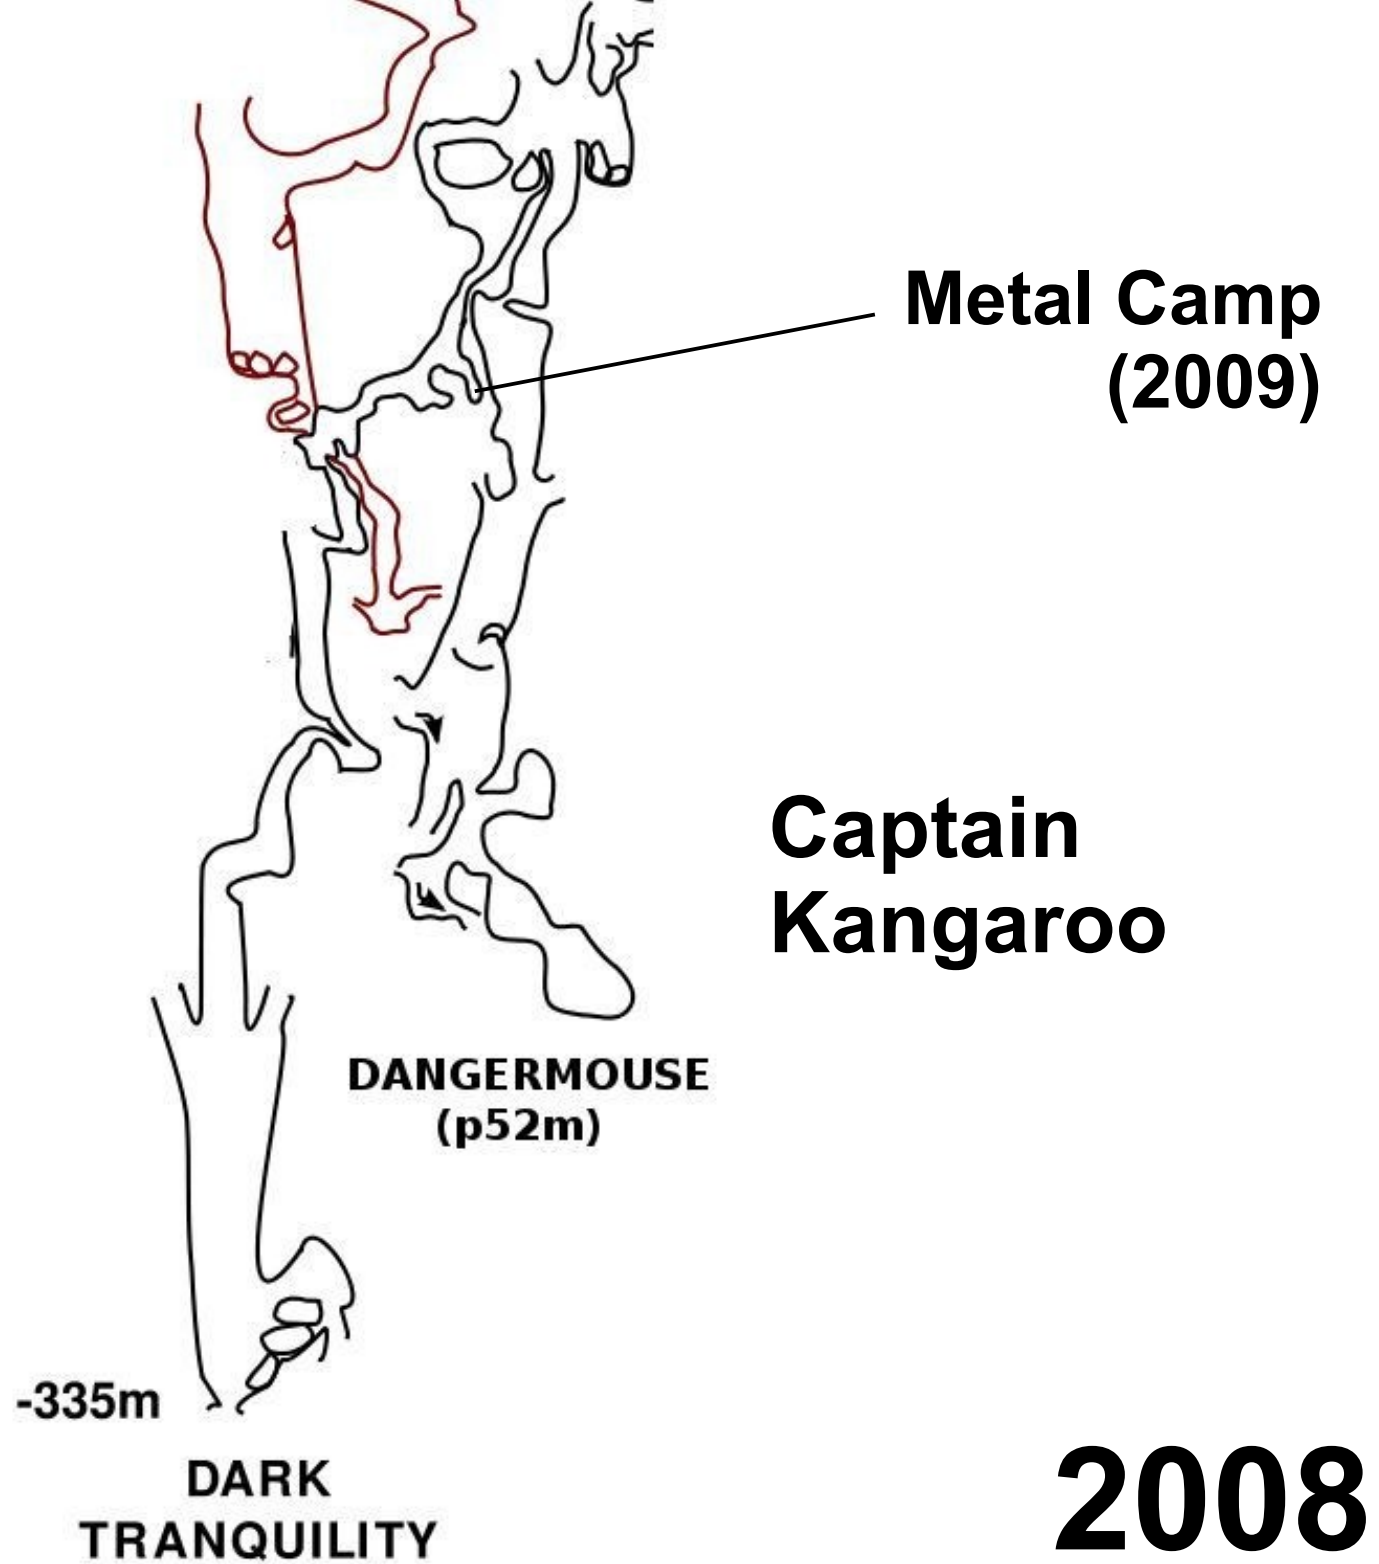 Metal Camp
(2009)
Captain
Kangaroo
DANGERMOUSE
(p52m)
-335m
DARK
TRANQUILITY
2008